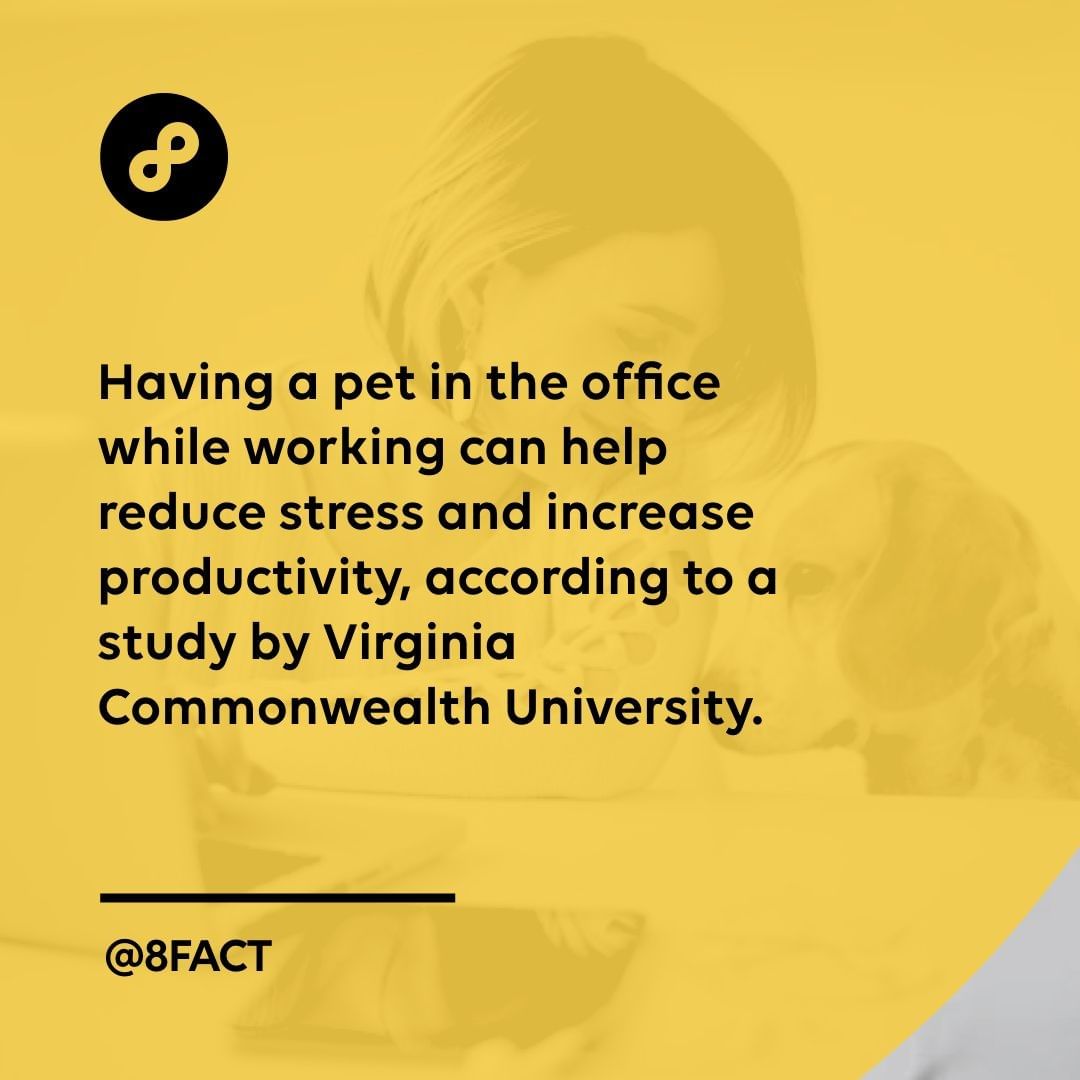 Having a pet in the office
while working can help
reduce stress and increase
productivity, according to a
study by Virginia
Commonwealth University.
@8FACT